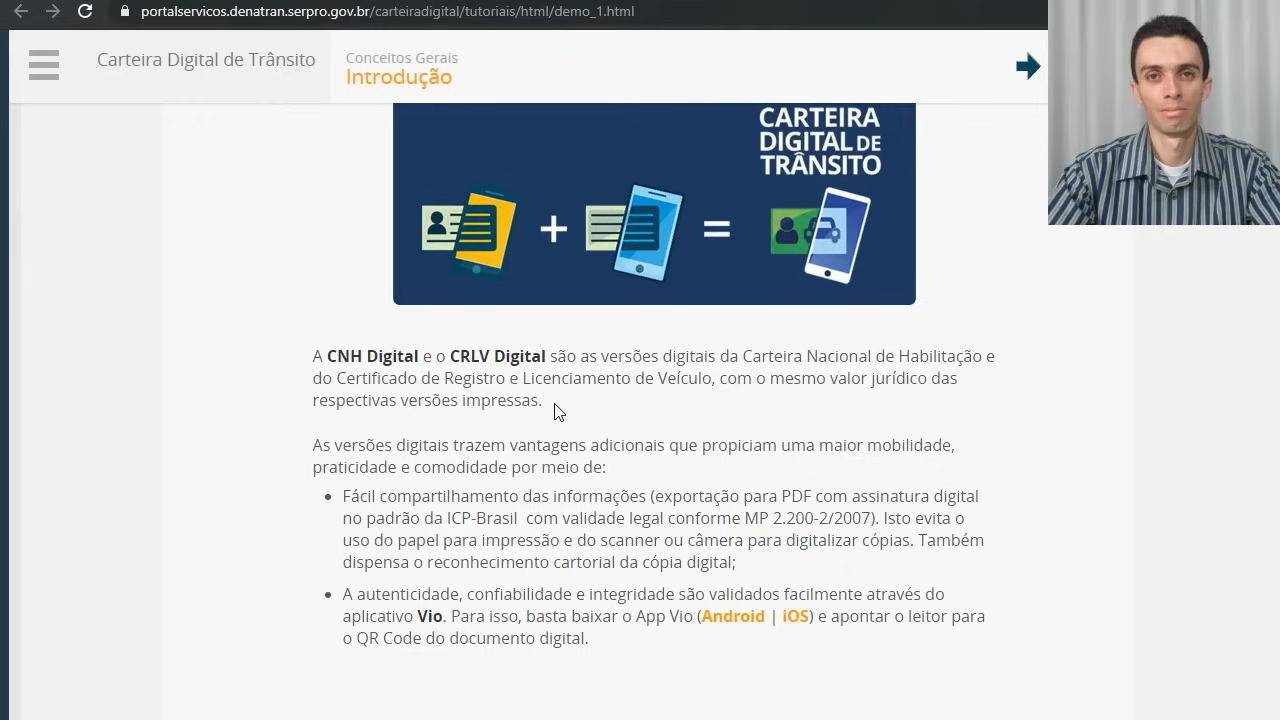 portalservicos.denatran.serpro.gov.br/carteiradigital/tutoriais/html/demo_1.html
Carteira Digital de Trânsito
Conceitos Gerais
Introdução
CARTEIRA
DIGITAL DE
TRÂNSITO
A CNH Digital e o CRLV Digital são as versões digitais da Carteira Nacional de Habilitação e
do Certificado de Registro e Licenciamento de Veículo, com o mesmo valor jurídico das
respectivas versões impressas.
As versões digitais trazem vantagens adicionais que propiciam uma maior mobilidade,
praticidade e comodidade por meio de:
• Fácil compartilhamento das informações (exportação para PDF com assinatura digital
no padrão da ICP-Brasil com validade legal conforme MP 2.200-2/2007). Isto evita o
uso do papel para impressão e do scanner ou câmera para digitalizar cópias. Também
dispensa o reconhecimento cartorial da cópia digital;
• A autenticidade, confiabilidade e integridade são validados facilmente através do
aplicativo Vio. Para isso, basta baixar o App Vio (Android | iOS) e apontar o leitor para
o QR Code do documento digital.